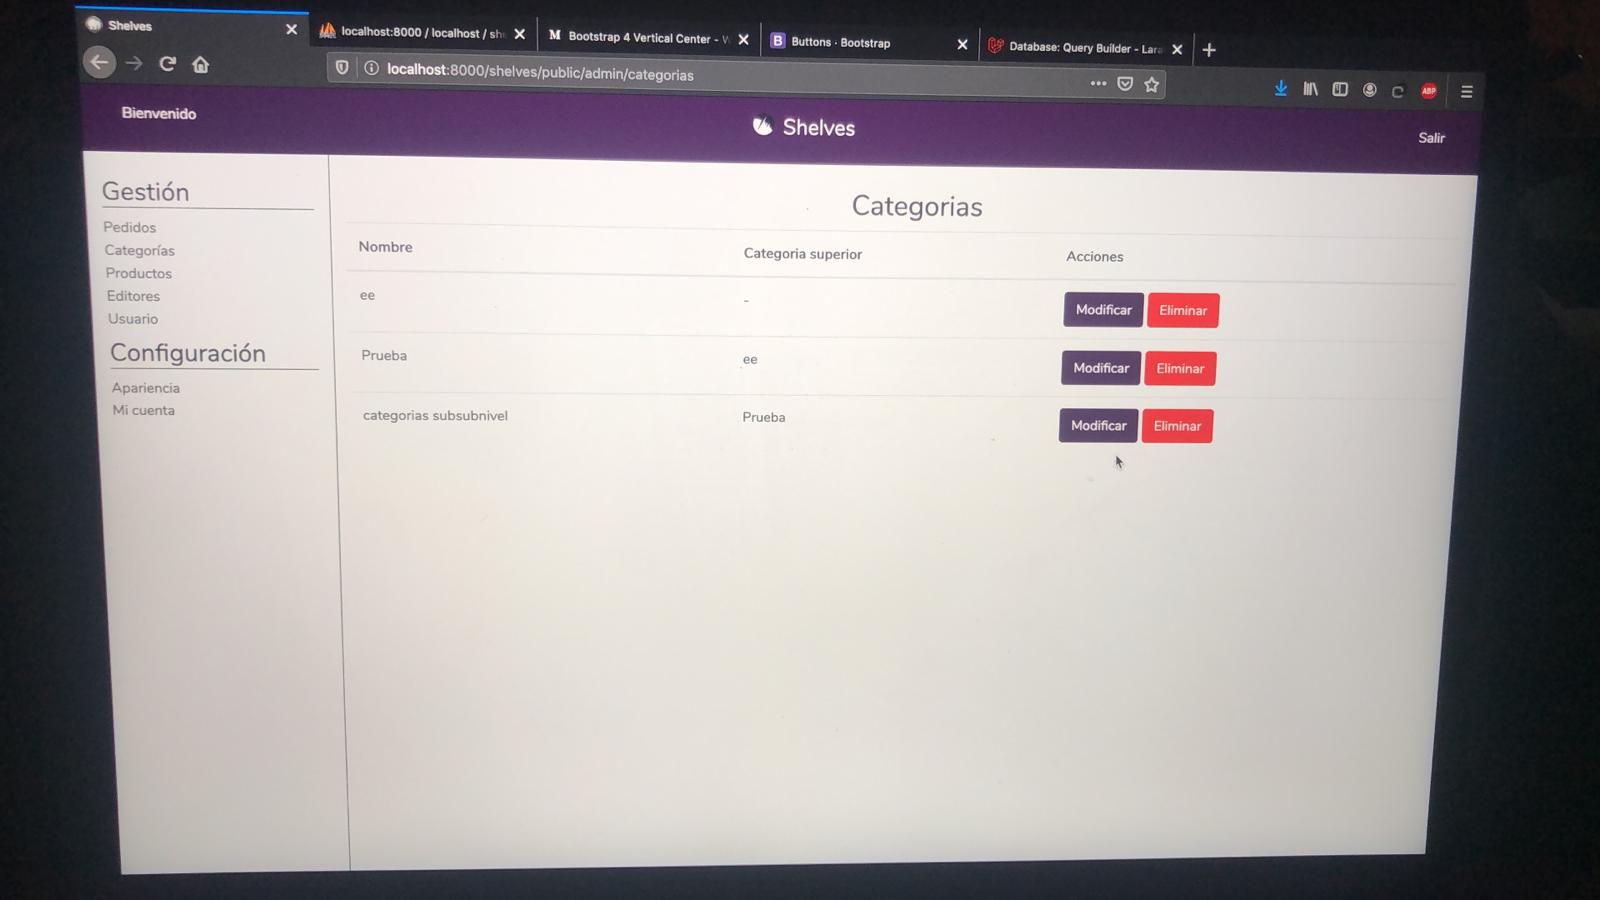 Shelves
localhost:8000 / localhost / sh
Bootstrap 4 Vertical Center -
Buttons · Bootstrap
Database: Query Builder - Lara
localhost:8000/shelves/public/admin/categorias
ABP
Bienvenido
Shelves
Salir
Gestión
Pedidos
Categorías
Productos
Editores
Usuario
Configuración
Apariencia
Mi cuenta
Categorias
Nombre Categoria superior Acciones
ee - Modificar Eliminar
Prueba ee Modificar Eliminar
categorias subsubnivel Prueba Modificar Eliminar